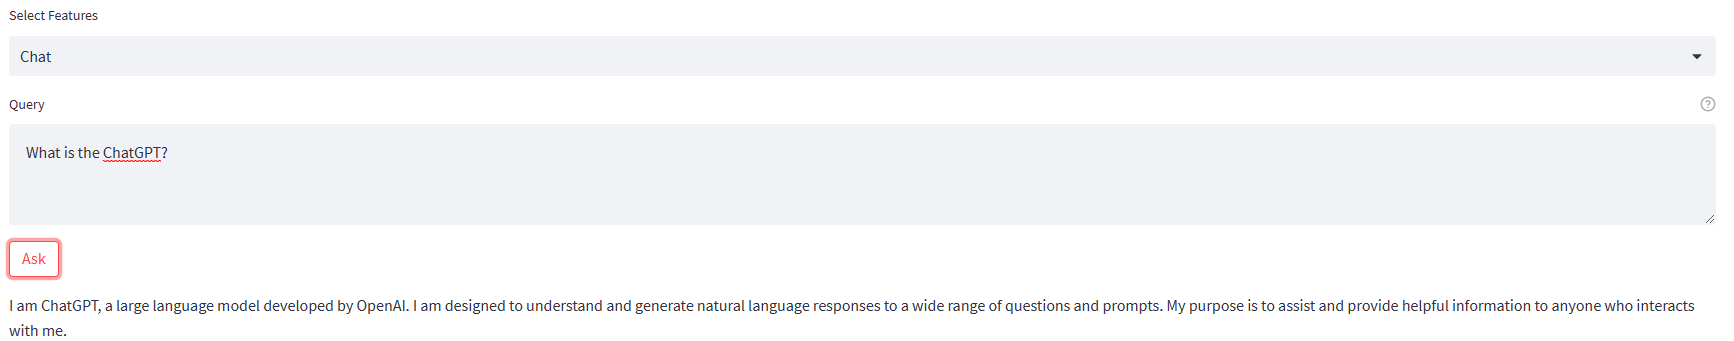 Select Features
Chat
Query
What is the ChatGPT?
Ask
I am ChatGPT, a large language model developed by OpenAI. I am designed to understand and generate natural language responses to a wide range of questions and prompts. My purpose is to assist and provide helpful information to anyone who interacts
with me.